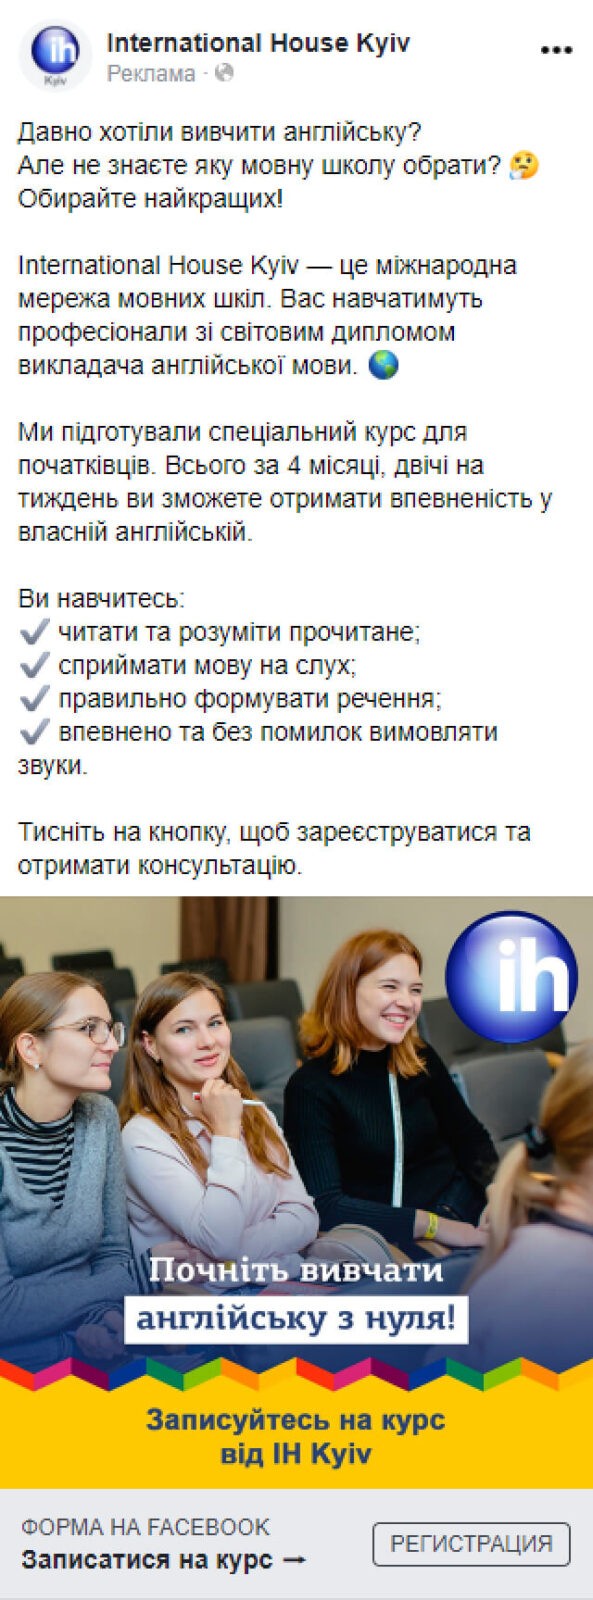 ih
Kyiv
International House Kyiv
Реклама ·
Давно хотіли вивчити англійську?
Але не знаєте яку мовну школу обрати? 🤔
Обирайте найкращих!
International House Kyiv — це міжнародна
мережа мовних шкіл. Вас навчатимуть
професіонали зі світовим дипломом
викладача англійської мови. 🌎
Ми підготували спеціальний курс для
початківців. Всього за 4 місяці, двічі на
тиждень ви зможете отримати впевненість у
власній англійській.
Ви навчитесь:
✔ читати та розуміти прочитане;
✔ сприймати мову на слух;
✔ правильно формувати речення;
✔ впевнено та без помилок вимовляти
звуки.
Тисніть на кнопку, щоб зареєструватися та
отримати консультацію.
ih
Почніть вивчати
англійську з нуля!
Записуйтесь на курс
від IH Kyiv
ФОРМА НА FACEBOOK
Записатися на курс →
РЕГИСТРАЦИЯ